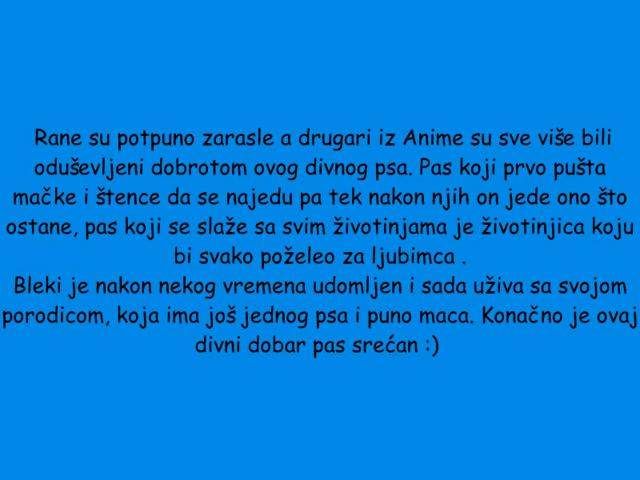 Rane su potpuno zarasle a drugari iz Anime su sve više bili
oduševljeni dobrotom ovog divnog psa. Pas koji prvo pušta
mačke i štence da se najedu pa tek nakon njih on jede ono što
ostane, pas koji se slaže sa svim životinjama je životinjica koju
bi svako poželeo za ljubimca .
Bleki je nakon nekog vremena udomljen i sada uživa sa svojom
porodicom, koja ima još jednog psa i puno maca. Konačno je ovaj
divni dobar pas srećan :)